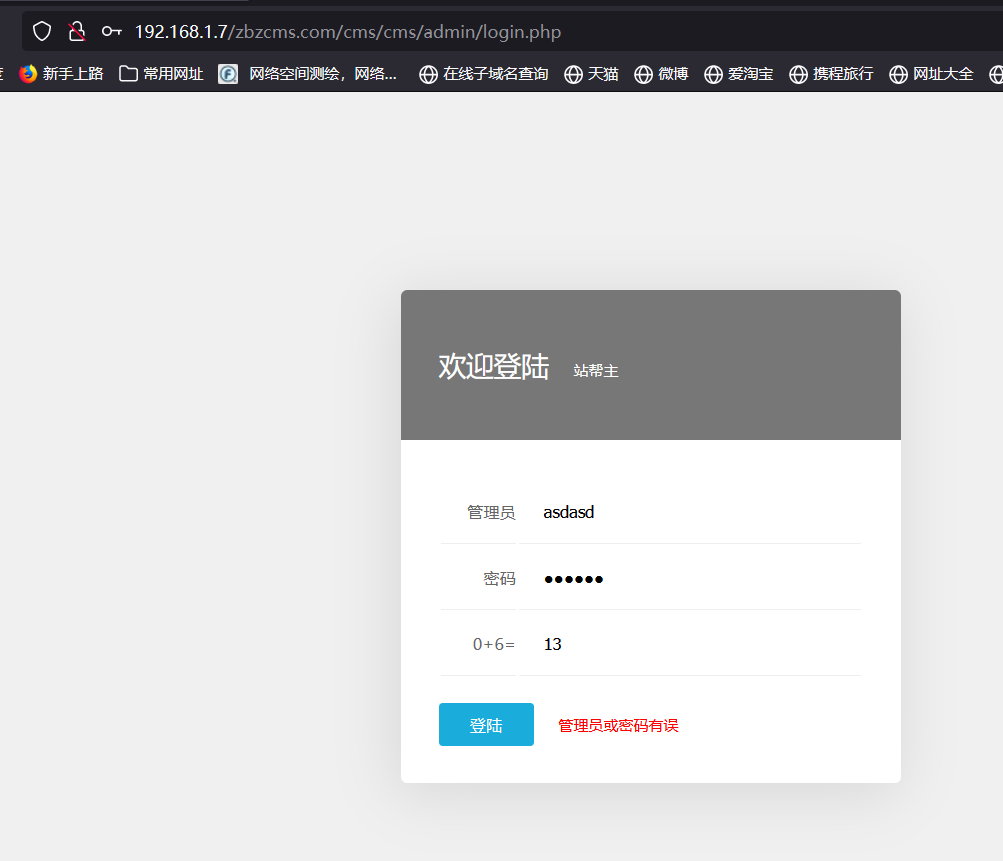 192.168.1.7/zbzcms.com/cms/cms/admin/login.php
新手上路 常用网址 网络空间测绘，网络... 在线子域名查询 天猫 微博 爱淘宝 携程旅行 网址大全
欢迎登陆 站帮主
管理员 asdasd
密码 ●●●●●●
0+6= 13
登陆 管理员或密码有误